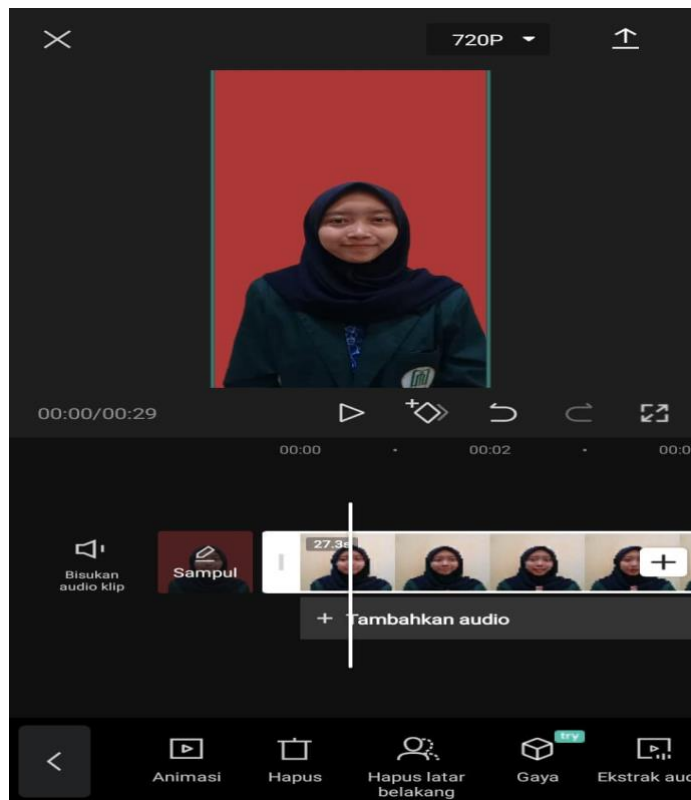 720P
00:00/00:29
00:00
00:02
27.3s
Bisukan
audio klip
Sampul
+ Tambahkan audio
try
Animasi
Hapus
Hapus latar
belakang
Gaya
Ekstrak aud